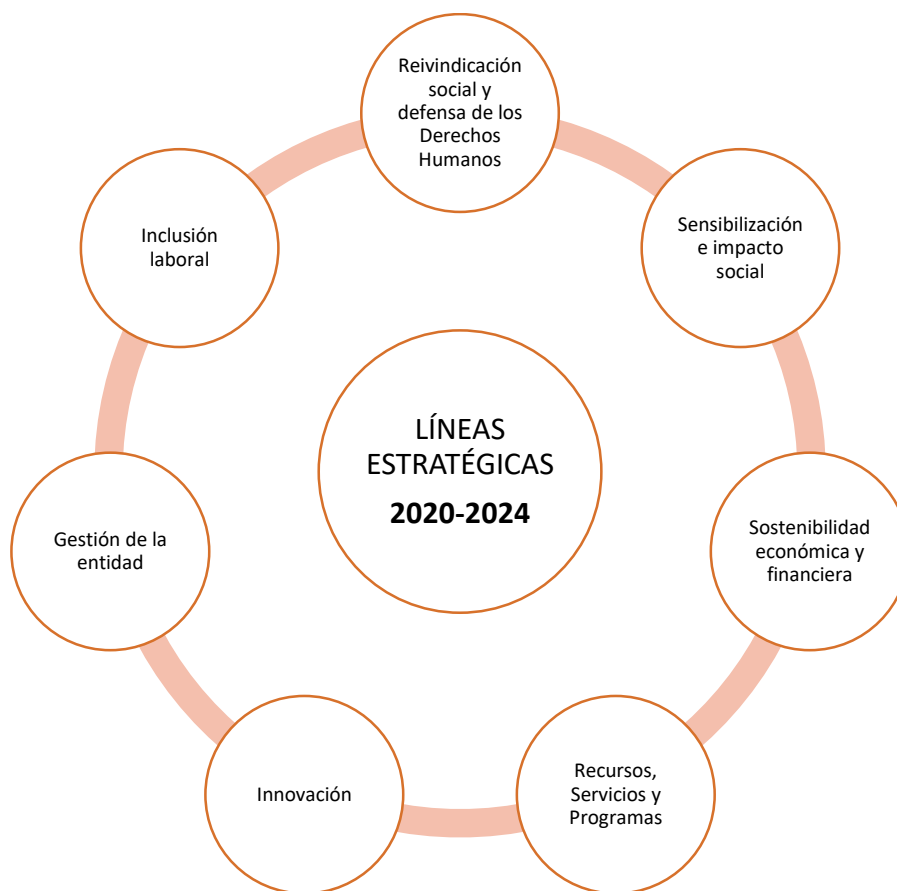 Reivindicación
social y
defensa de los
Derechos
Humanos
Sensibilización
e impacto
social
Sostenibilidad
económica y
financiera
Recursos,
Servicios y
Programas
Innovación
Gestión de la
entidad
Inclusión
laboral
LÍNEAS
ESTRATÉGICAS
2020-2024